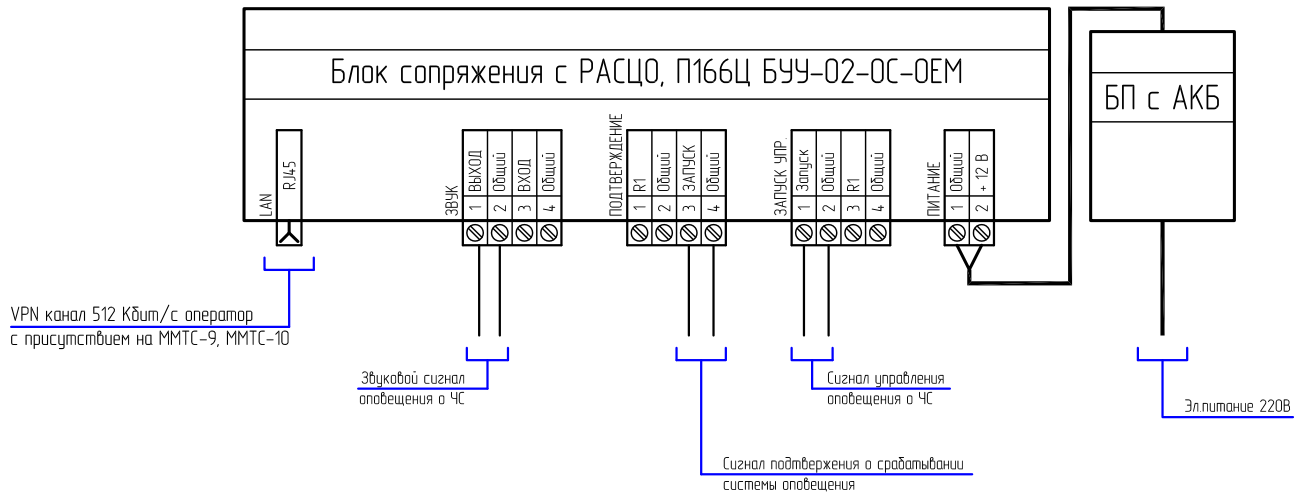 Блок сопряжения с РАСЦО, П166Ц БУУ-02-ОС-ОЕМ
БП с АКБ
LAN
RJ45
ЗВУК
1 ВЫХОД
2 Общий
3 ВХОД
4 Общий
ПОДТВЕРЖДЕНИЕ
1 R1
2 Общий
3 ЗАПУСК
4 Общий
ЗАПУСК УПР.
1 Запуск
2 Общий
3 R1
4 Общий
ПИТАНИЕ
1 Общий
2 + 12 В
VPN канал 512 Кбит/с оператор
с присутствием на ММТС-9, ММТС-10
Звуковой сигнал
оповещения о ЧС
Сигнал управления
оповещения о ЧС
Эл.питание 220В
Сигнал подтвержения о срабатывании
системы оповещения